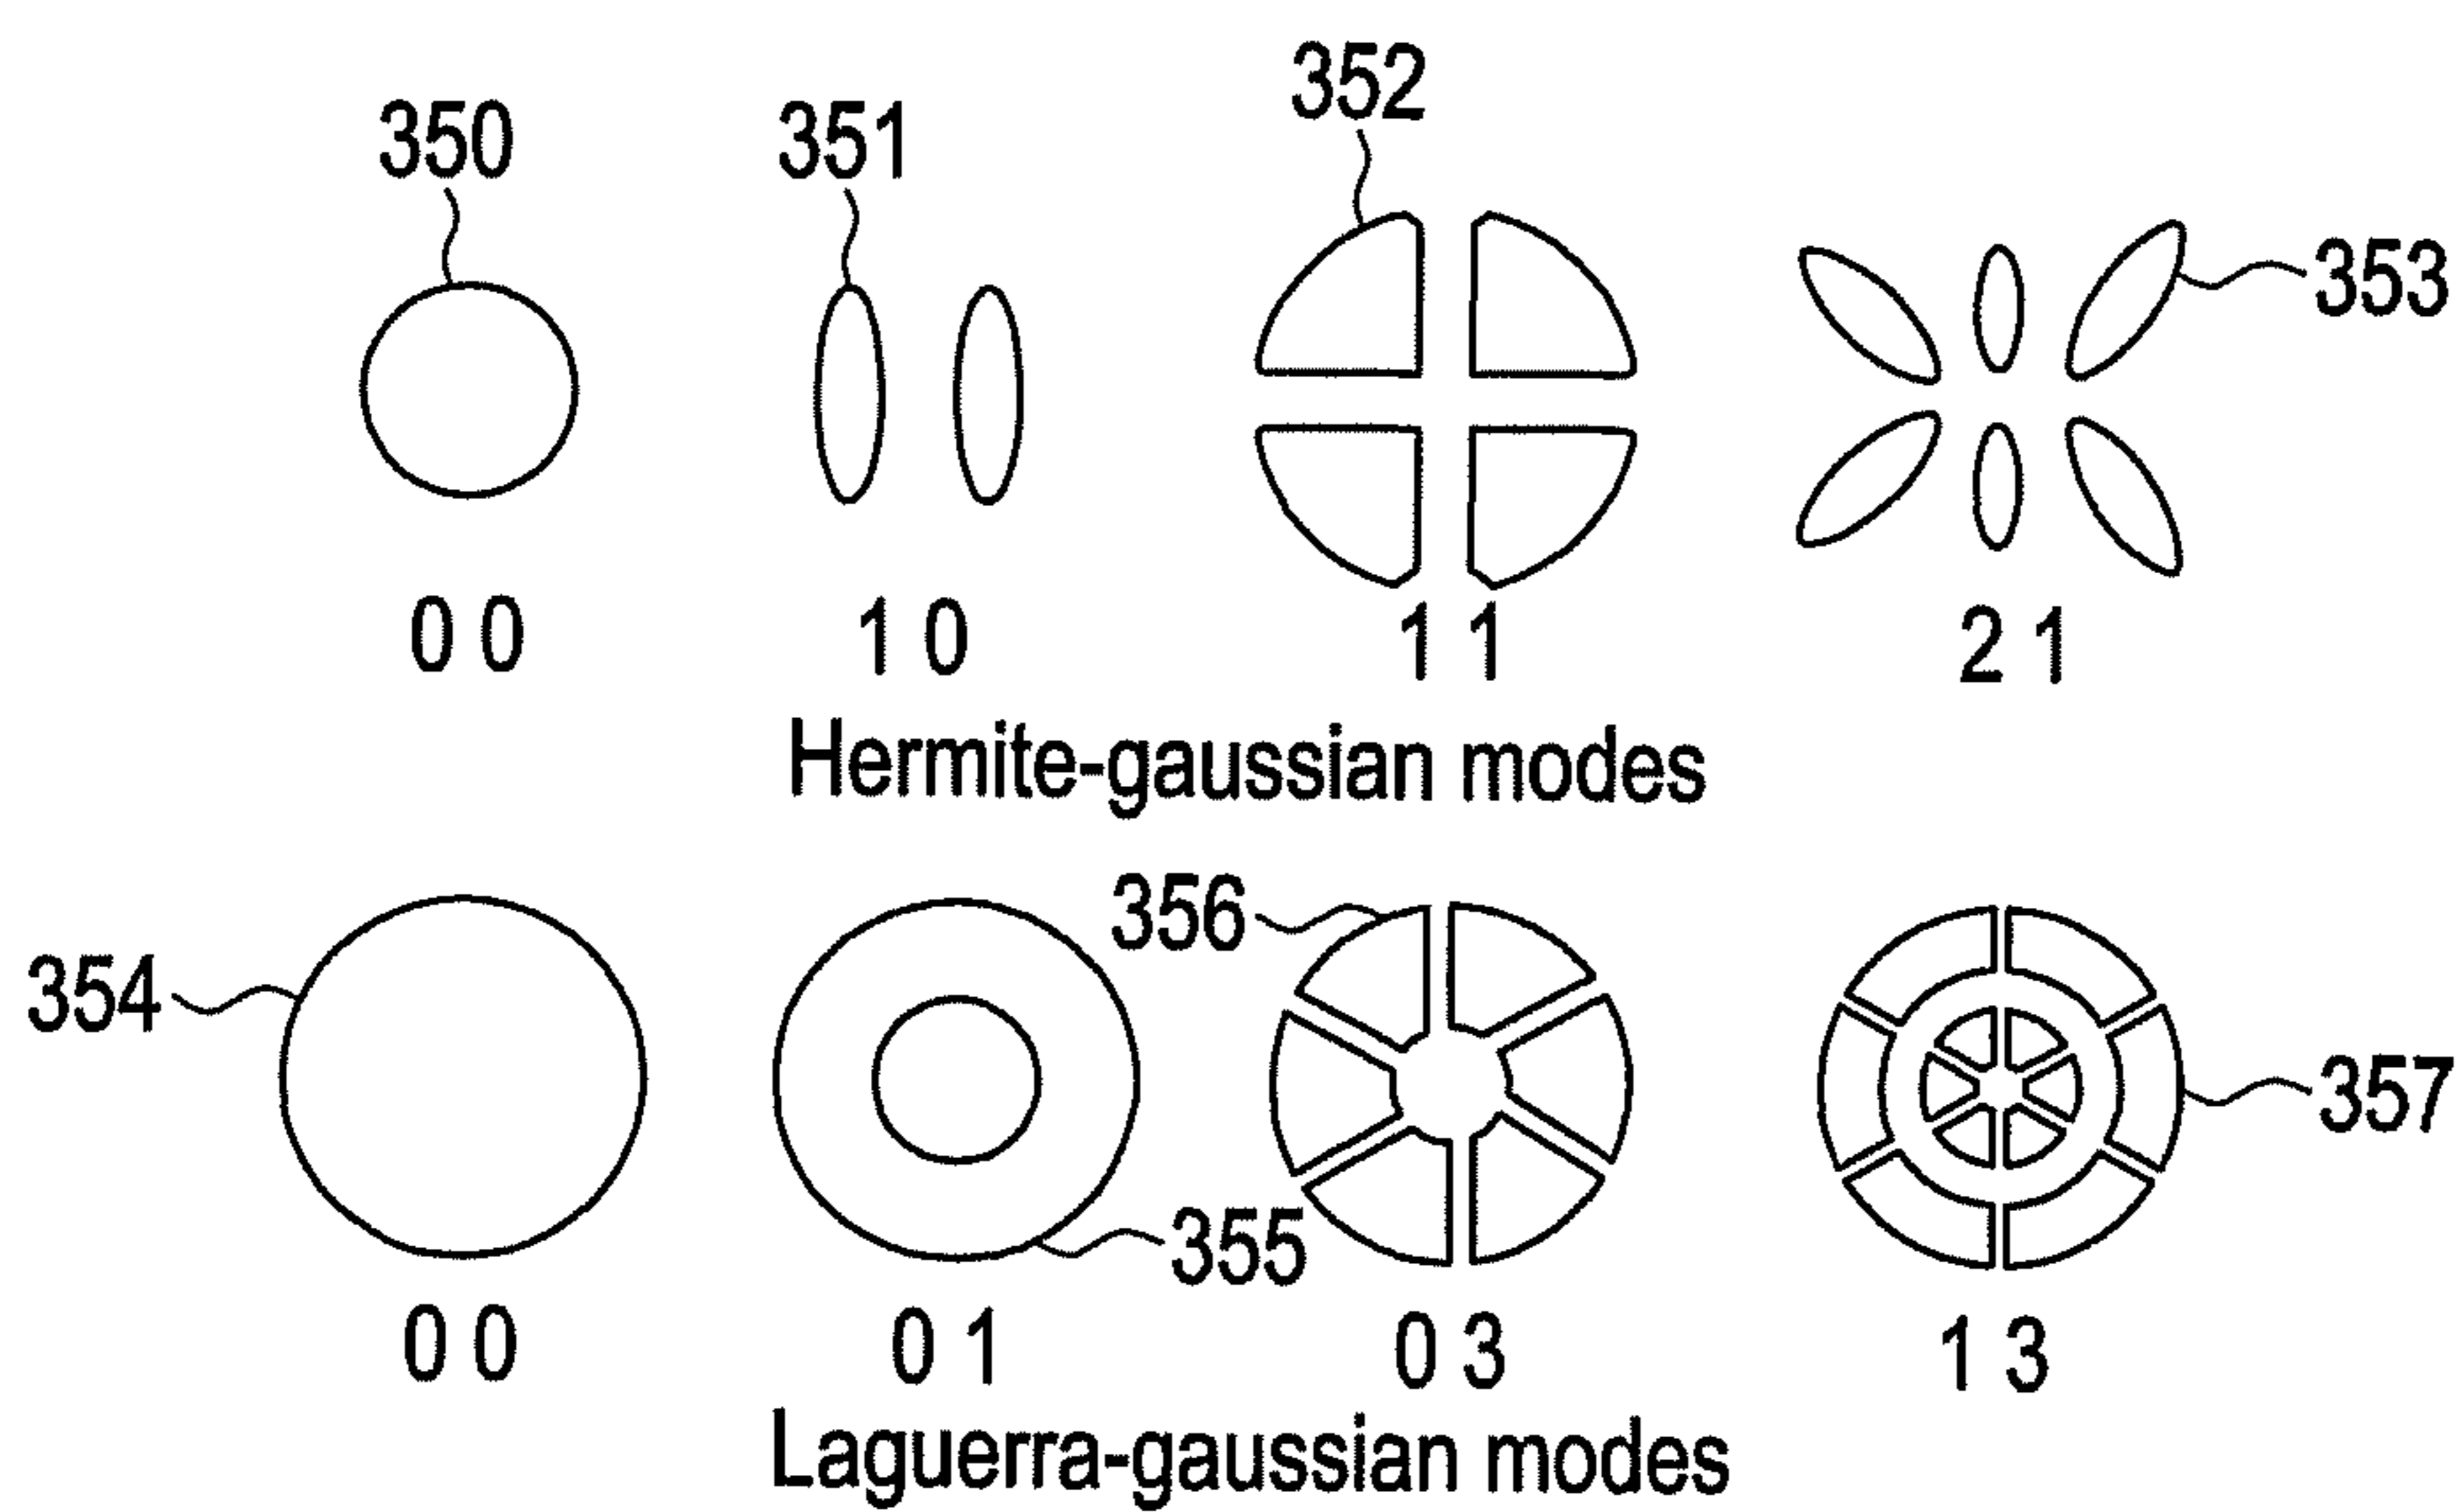 352
350 351
353
0 0 1 0 1 1 2 1
Hermite-gaussian modes
356
354
357
355
0 0 0 1 0 3 1 3
Laguerra-gaussian modes